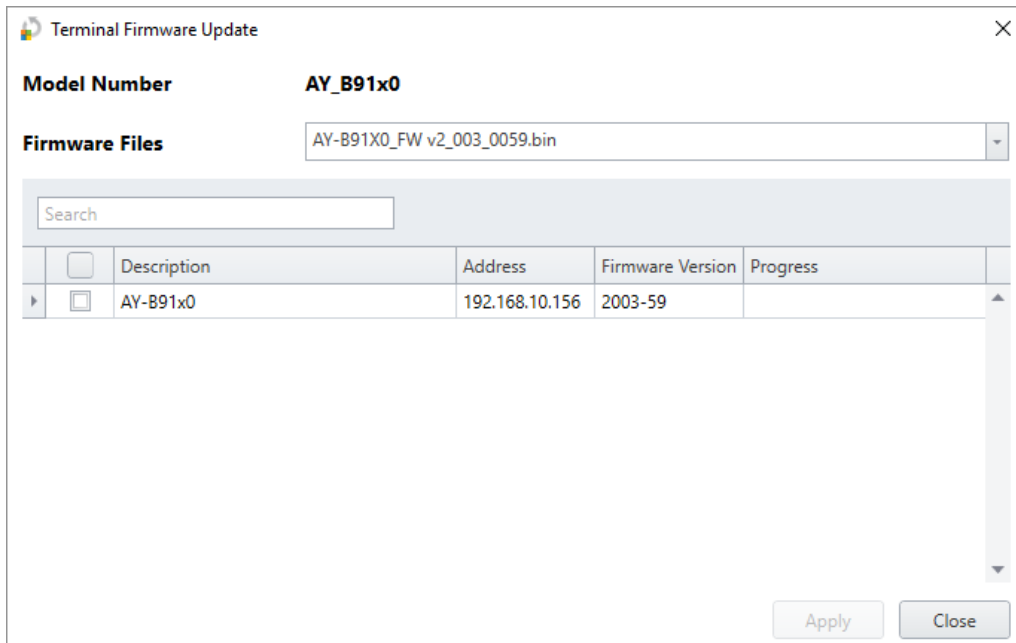 Terminal Firmware Update
Model Number AY_B91x0
Firmware Files AY-B91X0_FW v2_003_0059.bin
Search
Description Address Firmware Version Progress
AY-B91x0 192.168.10.156 2003-59
Apply Close